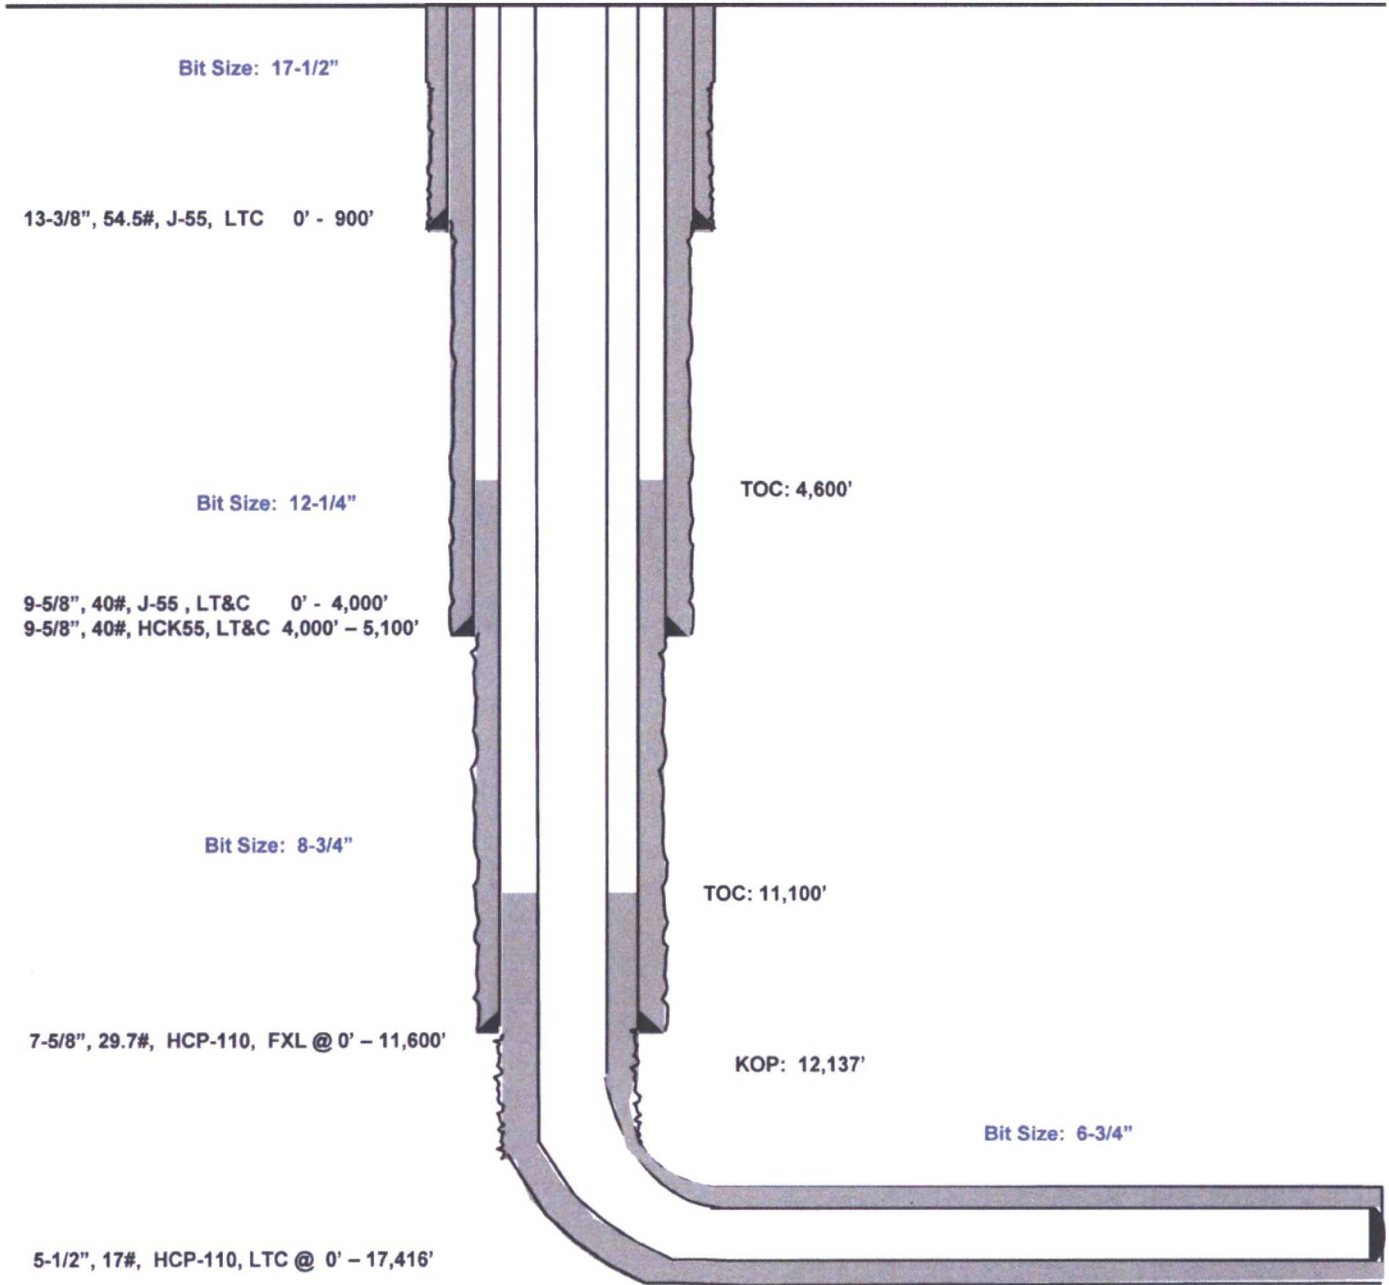 Bit Size: 17-1/2”
13-3/8”, 54.5#, J-55, LTC 0’ - 900’
TOC: 4,600’
Bit Size: 12-1/4”
9-5/8”, 40#, J-55 , LT&C 0’ - 4,000’
9-5/8”, 40#, HCK55, LT&C 4,000’ – 5,100’
Bit Size: 8-3/4”
TOC: 11,100’
7-5/8”, 29.7#, HCP-110, FXL @ 0’ – 11,600’
KOP: 12,137’
Bit Size: 6-3/4”
5-1/2”, 17#, HCP-110, LTC @ 0’ – 17,416’